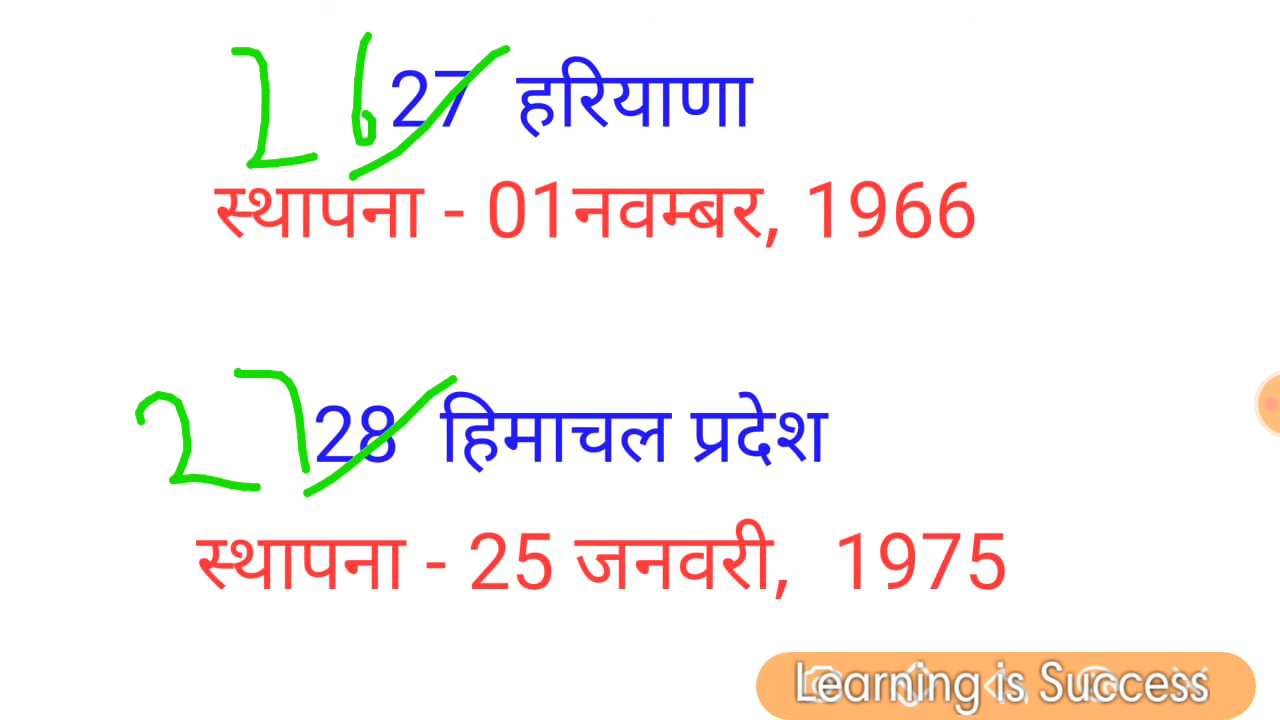 26 27 हरियाणा
स्थापना - 01नवम्बर, 1966
27 28 हिमाचल प्रदेश
स्थापना - 25 जनवरी, 1975
Learning is Success